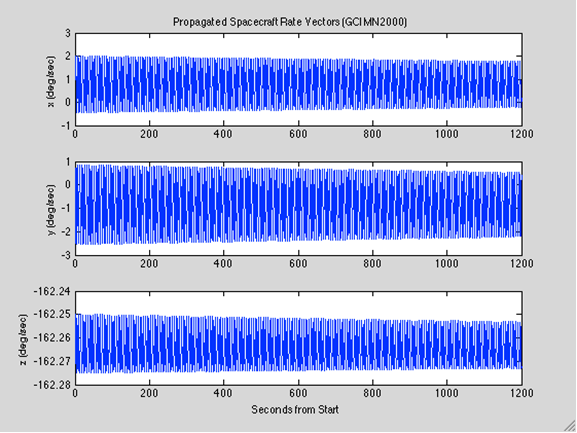 Propagated Spacecraft Rate Vectors (GCIMN2000)
3
2
1
0
-1
x (deg/sec)
0 200 400 600 800 1000 1200
1
0
-1
-2
-3
y (deg/sec)
0 200 400 600 800 1000 1200
-162.24
-162.25
-162.26
-162.27
-162.28
z (deg/sec)
0 200 400 600 800 1000 1200
Seconds from Start